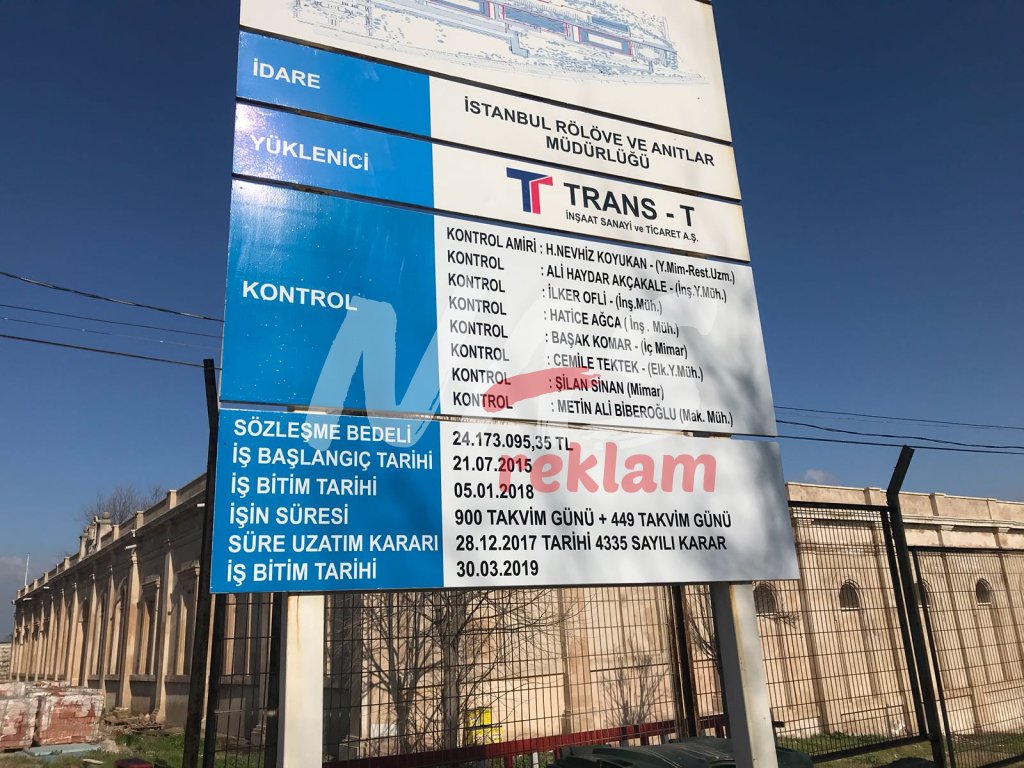 İDARE
İSTANBUL RÖLÖVE VE ANITLAR
MÜDÜRLÜĞÜ
YÜKLENİCİ
TRANS - T
İNŞAAT SANAYİ ve TİCARET A.Ş.
KONTROL
KONTROL AMİRİ : H.NEVHİZ KOYUKAN - (Y.Mim-Rest.Uzm.)
KONTROL : ALİ HAYDAR AKÇAKALE - (İnş.Y.Müh.)
KONTROL : İLKER OFLİ - (İnş.Müh.)
KONTROL : HATİCE AĞCA ( İnş . Müh.)
KONTROL : BAŞAK KOMAR - (İç Mimar)
KONTROL : CEMİLE TEKTEK - (Elk.Y.Müh.)
KONTROL : ŞİLAN SİNAN (Mimar)
KONTROL : METİN ALİ BİBEROĞLU (Mak. Müh.)
SÖZLEŞME BEDELİ 24.173.095,35 TL
İŞ BAŞLANGIÇ TARİHİ 21.07.2015
İŞ BİTİM TARİHİ 05.01.2018
İŞİN SÜRESİ 900 TAKVİM GÜNÜ + 449 TAKVİM GÜNÜ
SÜRE UZATIM KARARI 28.12.2017 TARİHİ 4335 SAYILI KARAR
İŞ BİTİM TARİHİ 30.03.2019
reklam